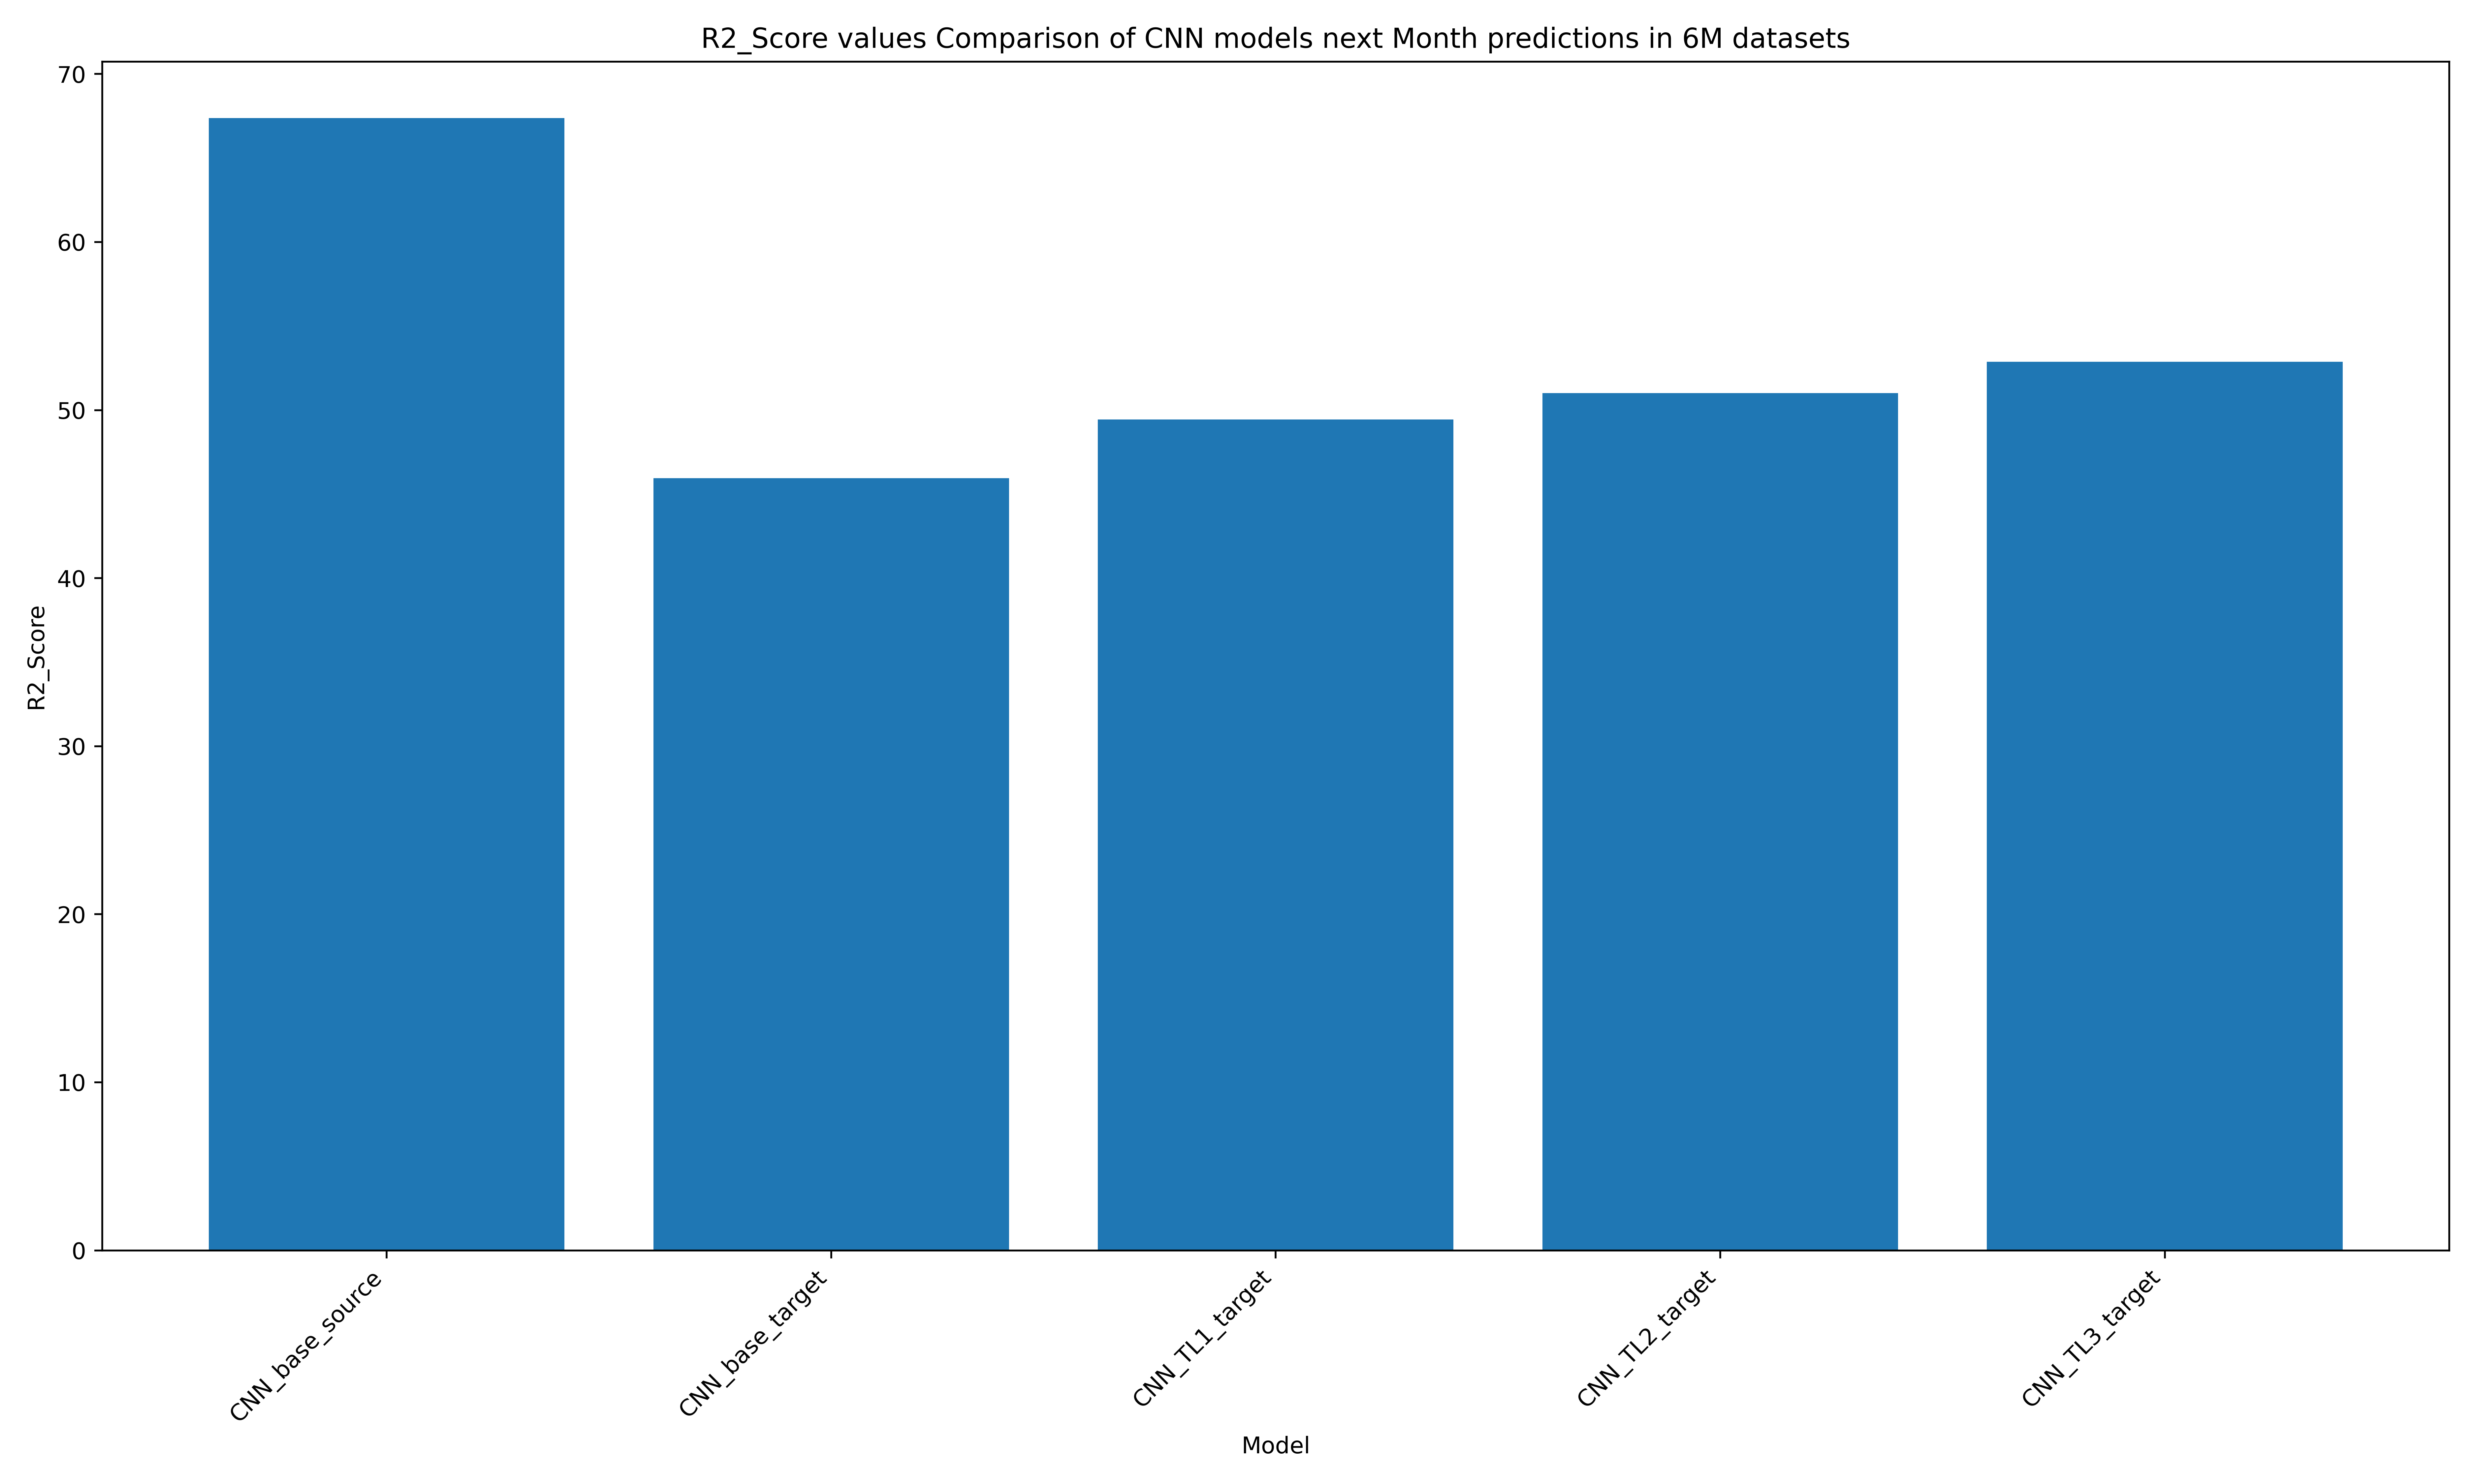 R2_Score values Comparison of CNN models next Month predictions in 6M datasets
R2_Score
70
60
50
40
30
20
10
0
CNN_base_source
CNN_base_target
CNN_TL1_target
CNN_TL2_target
CNN_TL3_target
Model